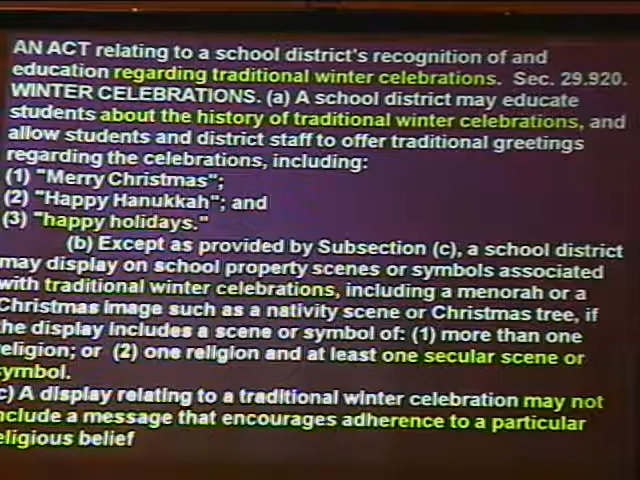 AN ACT relating to a school district's recognition of and
education regarding traditional winter celebrations. Sec. 29.920.
WINTER CELEBRATIONS. (a) A school district may educate
students about the history of traditional winter celebrations, and
allow students and district staff to offer traditional greetings
regarding the celebrations, including:
(1) "Merry Christmas";
(2) "Happy Hanukkah"; and
(3) "happy holidays."
(b) Except as provided by Subsection (c), a school district
may display on school property scenes or symbols associated
with traditional winter celebrations, including a menorah or a
Christmas image such as a nativity scene or Christmas tree, if
the display includes a scene or symbol of: (1) more than one
eligion; or (2) one religion and at least one secular scene or
symbol.
c) A display relating to a traditional winter celebration may not
nclude a message that encourages adherence to a particular
eligious belief